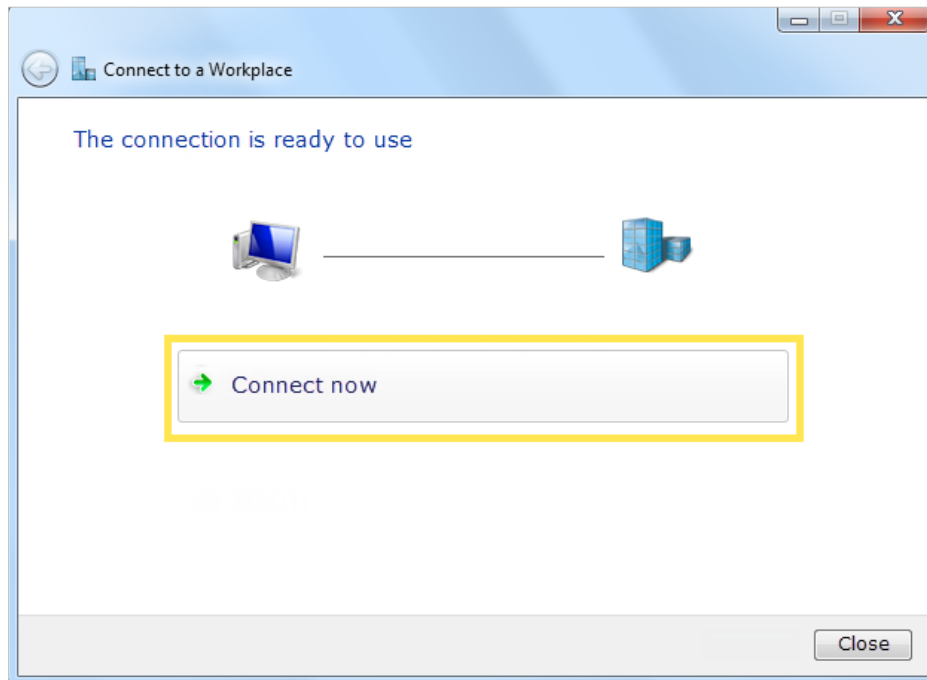 Connect to a Workplace
The connection is ready to use
Connect now
Close